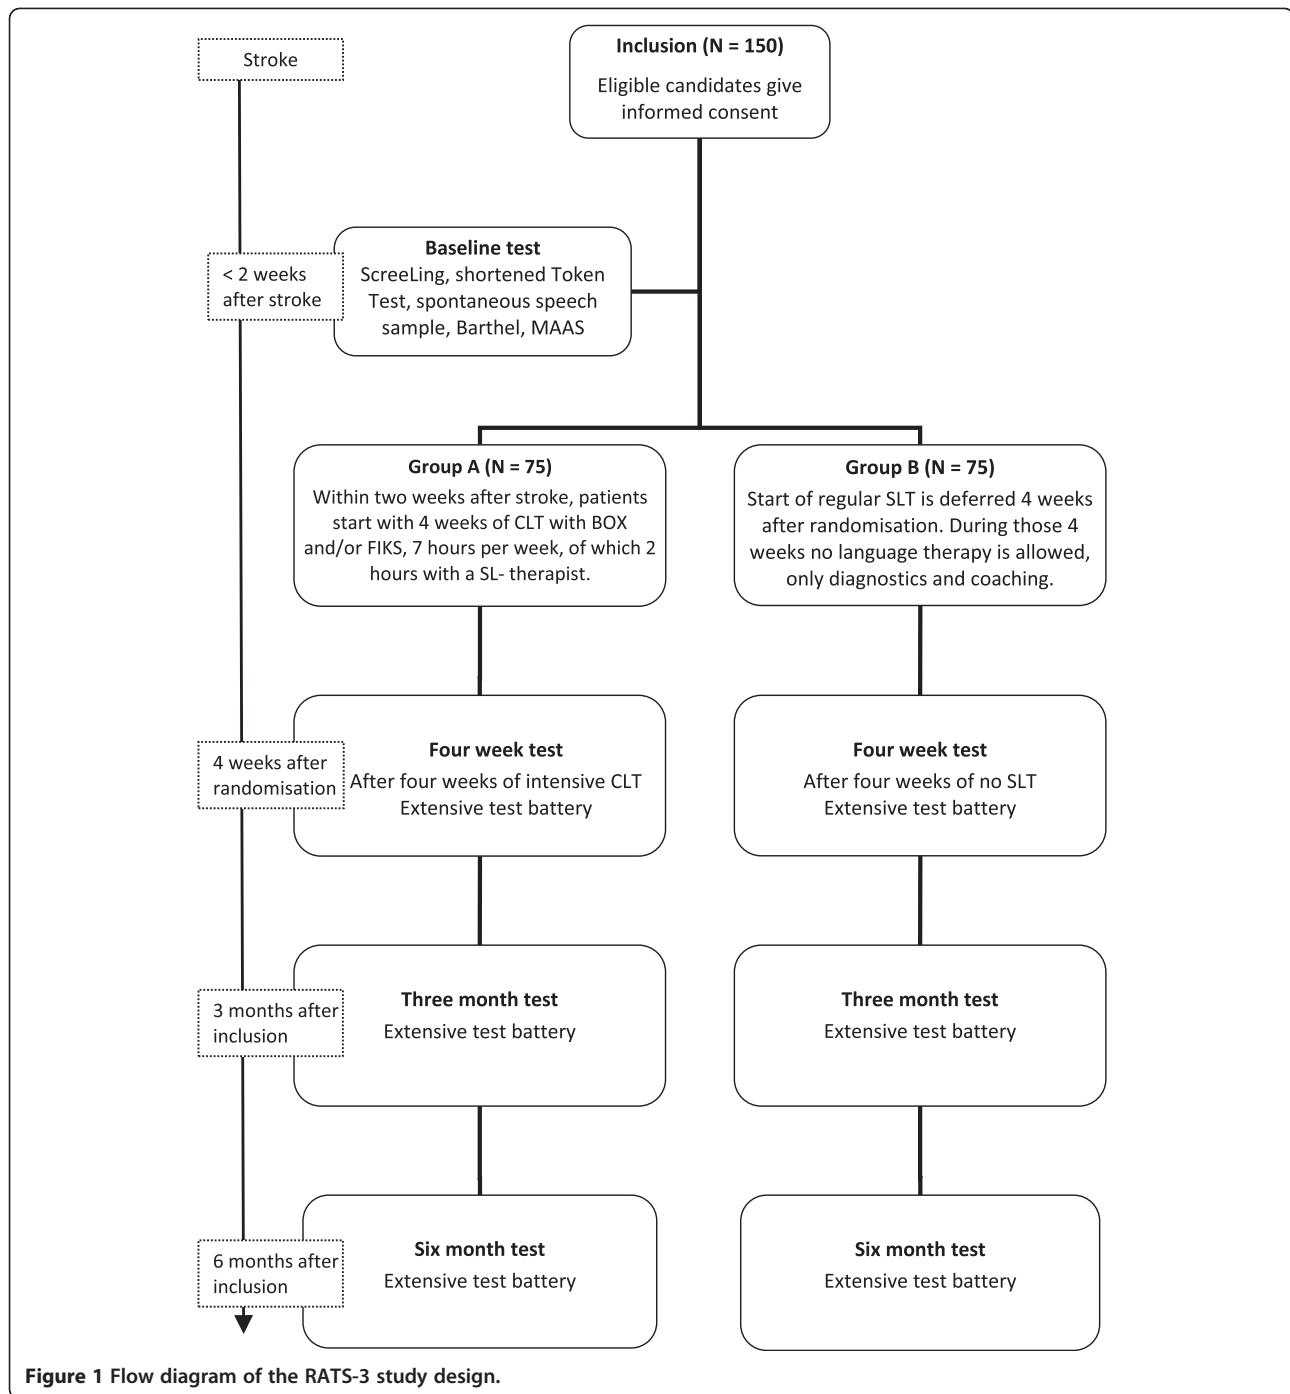 Stroke
Inclusion (N = 150)
Eligible candidates give
informed consent
< 2 weeks
after stroke
Baseline test
ScreeLing, shortened Token
Test, spontaneous speech
sample, Barthel, MAAS
Group A (N = 75)
Within two weeks after stroke, patients
start with 4 weeks of CLT with BOX
and/or FIKS, 7 hours per week, of which 2
hours with a SL- therapist.
Group B (N = 75)
Start of regular SLT is deferred 4 weeks
after randomisation. During those 4
weeks no language therapy is allowed,
only diagnostics and coaching.
4 weeks after
randomisation
Four week test
After four weeks of intensive CLT
Extensive test battery
Four week test
After four weeks of no SLT
Extensive test battery
3 months after
inclusion
Three month test
Extensive test battery
Three month test
Extensive test battery
6 months after
inclusion
Six month test
Extensive test battery
Six month test
Extensive test battery
Figure 1 Flow diagram of the RATS-3 study design.